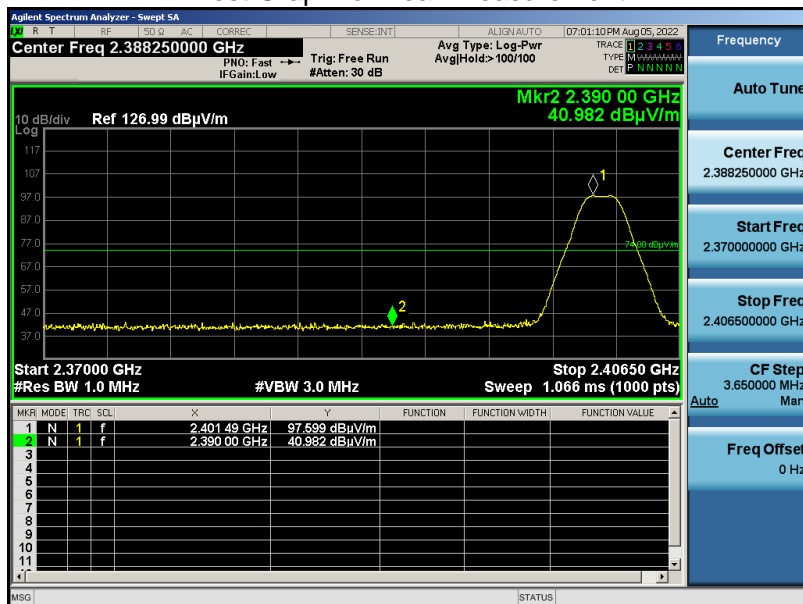 Agilent Spectrum Analyzer - Swept SA
R T RF 50 Ω AC CORREC SENSE:INT ALIGN AUTO 07:01:10 PM Aug 05, 2022
Center Freq 2.388250000 GHz
PNO: Fast
IFGain:Low
Trig: Free Run
#Atten: 30 dB
Avg Type: Log-Pwr
Avg|Hold:>100/100
TRACE 1 2 3 4 5 6
TYPE M
DET P N N N N N
Mkr2 2.390 00 GHz
40.982 dBµV/m
10 dB/div Ref 126.99 dBµV/m
Log
117
107
97.0
87.0
77.0
67.0
57.0
47.0
37.0
1
2
74.00 dBµV/m
Start 2.37000 GHz Stop 2.40650 GHz
#Res BW 1.0 MHz #VBW 3.0 MHz Sweep 1.066 ms (1000 pts)
MKR MODE TRC SCL X Y FUNCTION FUNCTION WIDTH FUNCTION VALUE
1 N 1 f 2.401 49 GHz 97.599 dBµV/m
2 N 1 f 2.390 00 GHz 40.982 dBµV/m
3
4
5
6
7
8
9
10
11
MSG STATUS
Frequency
Auto Tune
Center Freq
2.388250000 GHz
Start Freq
2.370000000 GHz
Stop Freq
2.406500000 GHz
CF Step
3.650000 MHz
Auto Man
Freq Offset
0 Hz